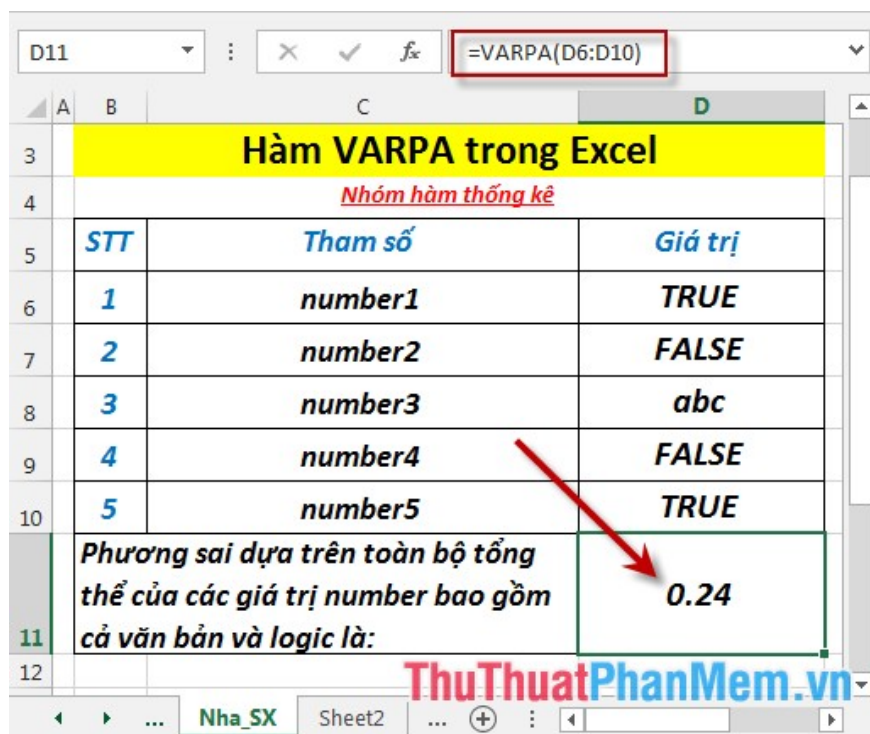 D11 fx =VARPA(D6:D10)
A B C D
3 Hàm VARPA trong Excel
4 Nhóm hàm thống kê
5 STT Tham số Giá trị
6 1 number1 TRUE
7 2 number2 FALSE
8 3 number3 abc
9 4 number4 FALSE
10 5 number5 TRUE
Phương sai dựa trên toàn bộ tổng
thể của các giá trị number bao gồm 0.24
11 cả văn bản và logic là:
12
ThuThuatPhanMem.vn
... Nha_SX Sheet2 ...